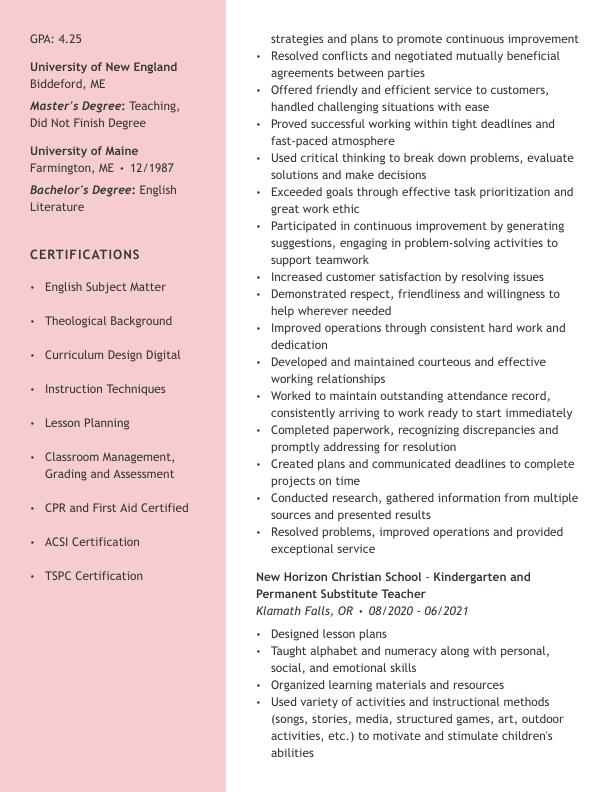 GPA: 4.25
University of New England
Biddeford, ME
Master's Degree: Teaching,
Did Not Finish Degree
University of Maine
Farmington, ME • 12/1987
Bachelor's Degree: English
Literature
CERTIFICATIONS
• English Subject Matter
• Theological Background
• Curriculum Design Digital
• Instruction Techniques
• Lesson Planning
• Classroom Management,
Grading and Assessment
• CPR and First Aid Certified
• ACSI Certification
• TSPC Certification
strategies and plans to promote continuous improvement
• Resolved conflicts and negotiated mutually beneficial
agreements between parties
• Offered friendly and efficient service to customers,
handled challenging situations with ease
• Proved successful working within tight deadlines and
fast-paced atmosphere
• Used critical thinking to break down problems, evaluate
solutions and make decisions
• Exceeded goals through effective task prioritization and
great work ethic
• Participated in continuous improvement by generating
suggestions, engaging in problem-solving activities to
support teamwork
• Increased customer satisfaction by resolving issues
• Demonstrated respect, friendliness and willingness to
help wherever needed
• Improved operations through consistent hard work and
dedication
• Developed and maintained courteous and effective
working relationships
• Worked to maintain outstanding attendance record,
consistently arriving to work ready to start immediately
• Completed paperwork, recognizing discrepancies and
promptly addressing for resolution
• Created plans and communicated deadlines to complete
projects on time
• Conducted research, gathered information from multiple
sources and presented results
• Resolved problems, improved operations and provided
exceptional service
New Horizon Christian School - Kindergarten and
Permanent Substitute Teacher
Klamath Falls, OR • 08/2020 - 06/2021
• Designed lesson plans
• Taught alphabet and numeracy along with personal,
social, and emotional skills
• Organized learning materials and resources
• Used variety of activities and instructional methods
(songs, stories, media, structured games, art, outdoor
activities, etc.) to motivate and stimulate children's
abilities